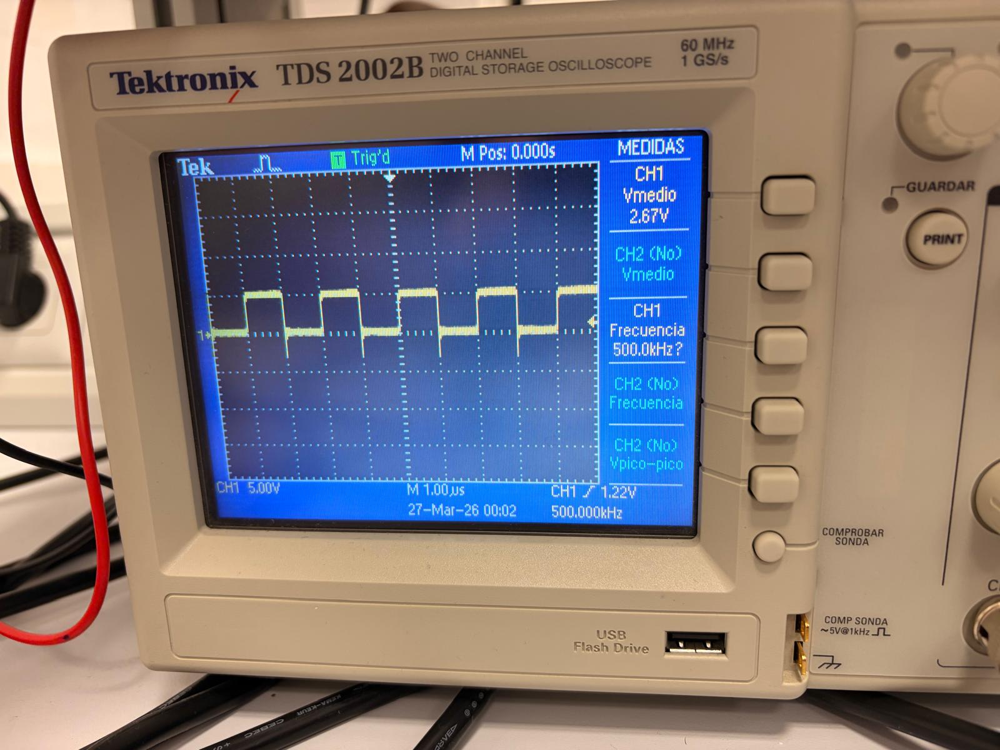 Tektronix TDS 2002B TWO CHANNEL DIGITAL STORAGE OSCILLOSCOPE
60 MHz
1 GS/s
Tek
T Trig'd
M Pos: 0.000s
MEDIDAS
CH1
Vmedio
2.67V
CH2 (No)
Vmedio
CH1
Frecuencia
500.0kHz?
CH2 (No)
Frecuencia
CH2 (No)
Vpico-pico
1
CH1 5.00V
M 1.00µs
CH1 1.22V
27-Mar-26 00:02
500.000kHz
GUARDAR
PRINT
COMPROBAR
SONDA
COMP SONDA
~5V@1kHz
USB
Flash Drive
CEBEC
KEMA-KEUR